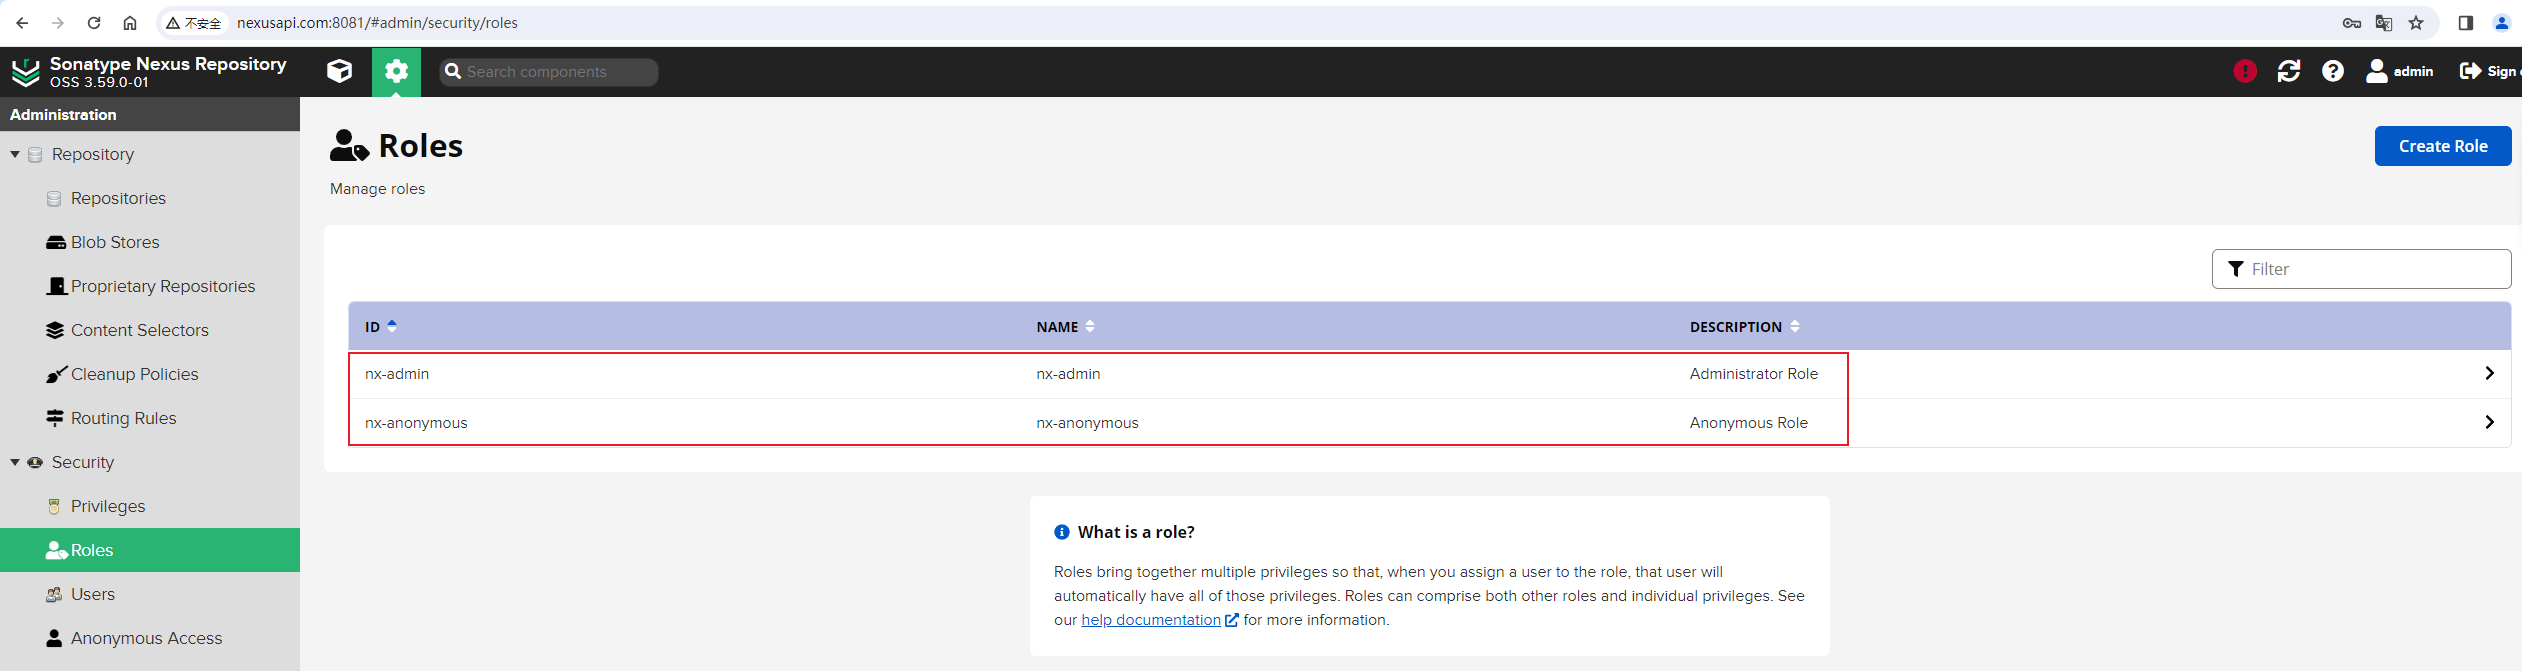 不安全 nexusapi.com:8081/#admin/security/roles
Sonatype Nexus Repository
OSS 3.59.0-01
Search components
admin
Sign
Administration
Repository
Repositories
Blob Stores
Proprietary Repositories
Content Selectors
Cleanup Policies
Routing Rules
Security
Privileges
Roles
Users
Anonymous Access
Roles
Create Role
Manage roles
Filter
ID NAME DESCRIPTION
nx-admin nx-admin Administrator Role
nx-anonymous nx-anonymous Anonymous Role
What is a role?
Roles bring together multiple privileges so that, when you assign a user to the role, that user will
automatically have all of those privileges. Roles can comprise both other roles and individual privileges. See
our help documentation for more information.